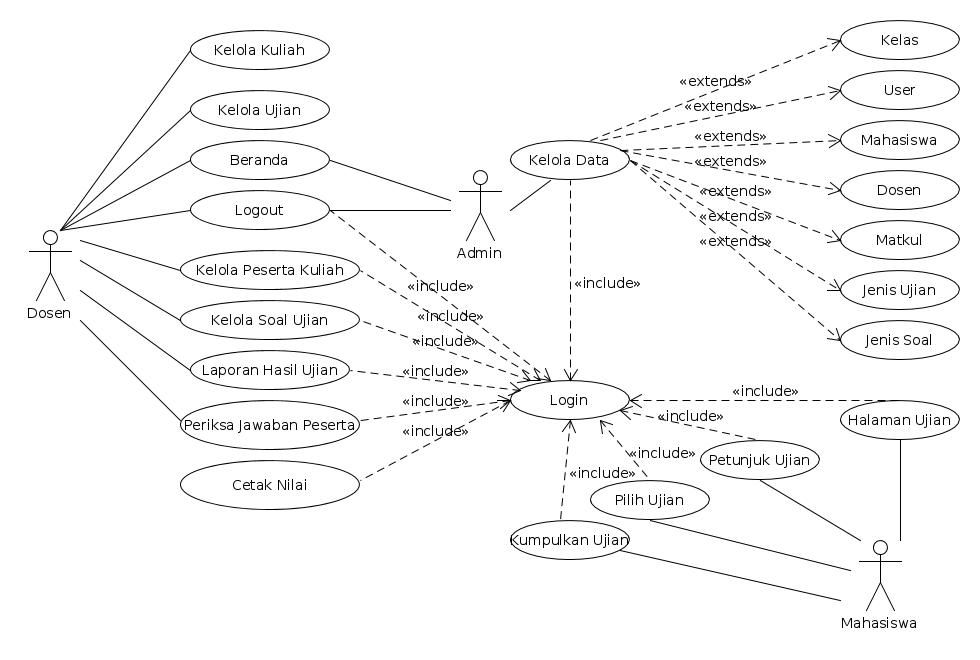 Kelas
Kelola Kuliah
«extends»
User
«extends»
Kelola Ujian
«extends»
Mahasiswa
Beranda
Kelola Data
«extends»
Dosen
«extends»
Logout
«extends»
Matkul
«extends»
Admin
Kelola Peserta Kuliah
«include»
«include»
Jenis Ujian
Dosen
«include»
Kelola Soal Ujian
«include»
Jenis Soal
Laporan Hasil Ujian
«include»
«include»
Login
«include»
«include»
Halaman Ujian
Periksa Jawaban Peserta
«include»
«include»
Petunjuk Ujian
«include»
Cetak Nilai
Pilih Ujian
Kumpulkan Ujian
Mahasiswa